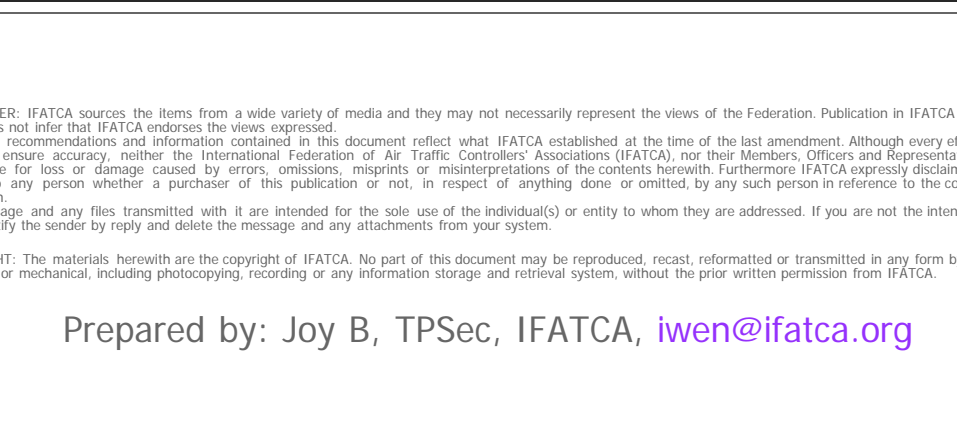 ER: IFATCA sources the items from a wide variety of media and they may not necessarily represent the views of the Federation. Publication in IFATCA
s not infer that IFATCA endorses the views expressed.
recommendations and information contained in this document reflect what IFATCA established at the time of the last amendment. Although every ef
ensure accuracy, neither the International Federation of Air Traffic Controllers' Associations (IFATCA), nor their Members, Officers and Representa
e for loss or damage caused by errors, omissions, misprints or misinterpretations of the contents herewith. Furthermore IFATCA expressly disclaim
any person whether a purchaser of this publication or not, in respect of anything done or omitted, by any such person in reference to the co
n.
age and any files transmitted with it are intended for the sole use of the individual(s) or entity to whom they are addressed. If you are not the inten
tify the sender by reply and delete the message and any attachments from your system.
HT: The materials herewith are the copyright of IFATCA. No part of this document may be reproduced, recast, reformatted or transmitted in any form b
or mechanical, including photocopying, recording or any information storage and retrieval system, without the prior written permission from IFATCA.
Prepared by: Joy B, TPSec, IFATCA, iwen@ifatca.org